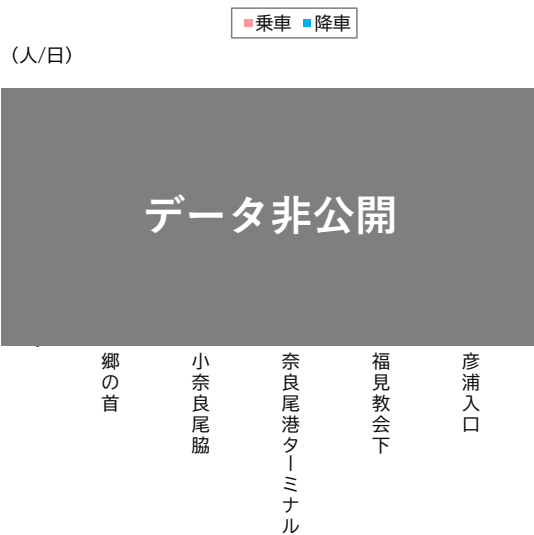 乗車 降車
（人/日）
データ非公開
郷の首
小奈良尾脇
奈良尾港ターミナル
福見教会下
彦浦入口